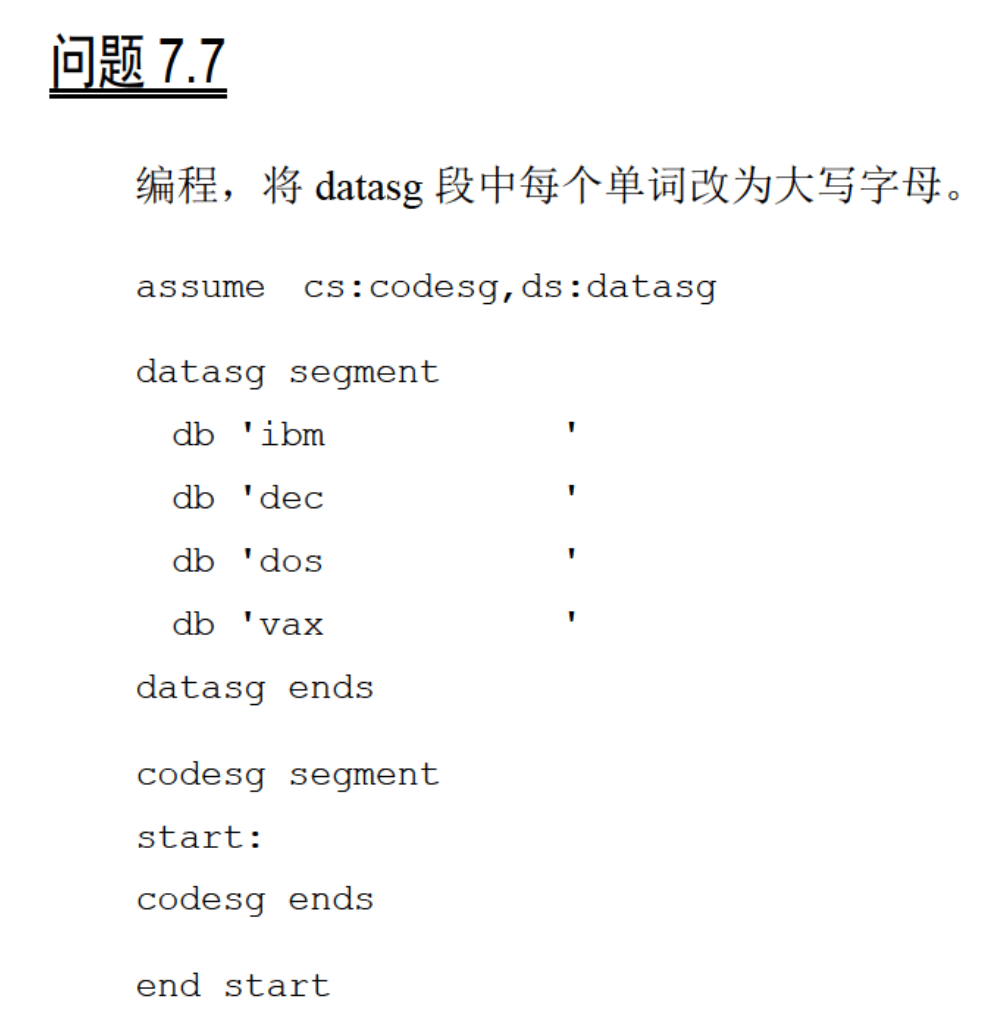 问题 7.7
编程，将 datasg 段中每个单词改为大写字母。
assume  cs:codesg,ds:datasg
datasg segment
  db 'ibm             '
  db 'dec             '
  db 'dos             '
  db 'vax             '
datasg ends
codesg segment
start:
codesg ends
end start